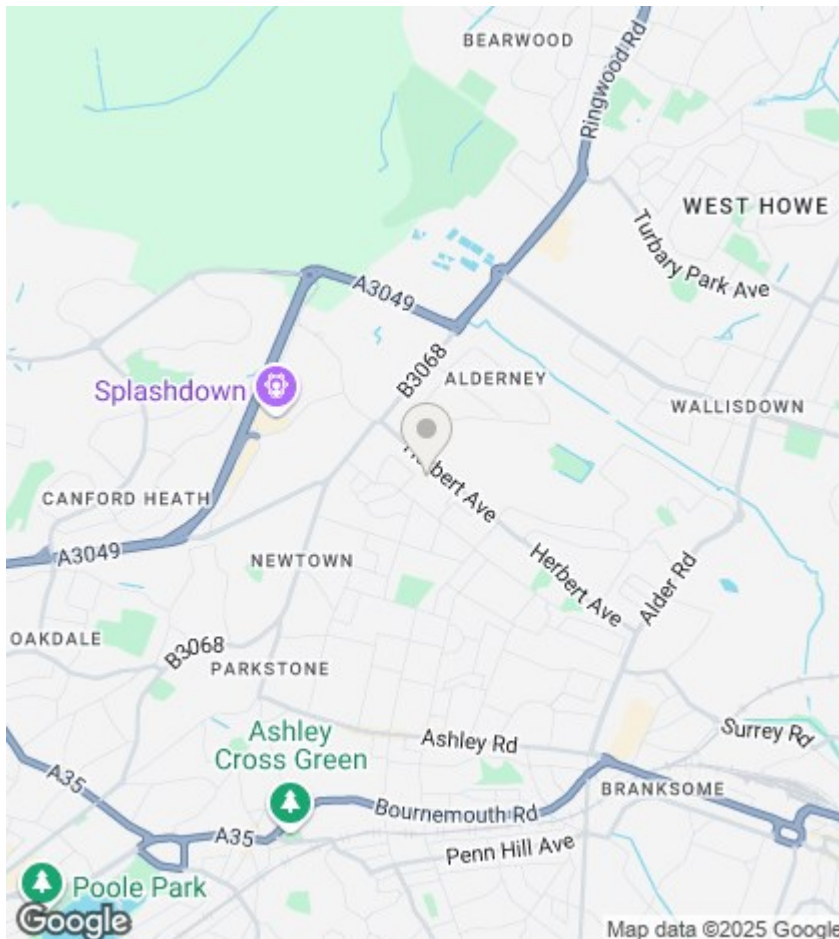 BEARWOOD
Ringwood Rd
WEST HOWE
Turbary Park Ave
A3049
B3068
ALDERNEY
Splashdown
WALLISDOWN
Herbert Ave
CANFORD HEATH
A3049
NEWTOWN
Herbert Ave
Alder Rd
OAKDALE
B3068
PARKSTONE
Ashley
Cross Green
Ashley Rd
Surrey Rd
A35
BRANKSOME
Bournemouth Rd
A35
Penn Hill Ave
Poole Park
Google
Map data ©2025 Google